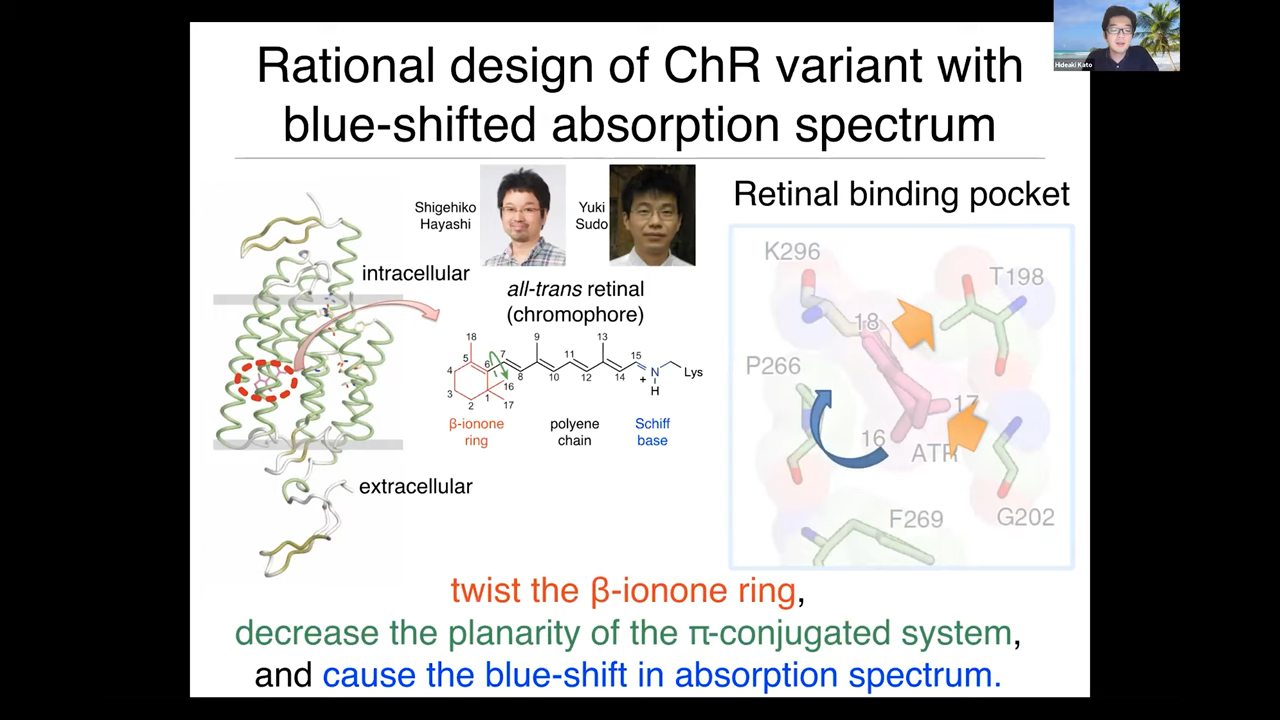 Rational design of ChR variant with
blue-shifted absorption spectrum
Hideaki Kato
Shigehiko
Hayashi
Yuki
Sudo
Retinal binding pocket
intracellular
all-trans retinal
(chromophore)
18
9
13
5
7
11
15
4
6
8
10
12
14
N
+
H
Lys
3
16
2
1
17
β-ionone
ring
polyene
chain
Schiff
base
extracellular
K296
T198
18
P266
17
16
ATR
F269
G202
twist the β-ionone ring,
decrease the planarity of the π-conjugated system,
and cause the blue-shift in absorption spectrum.